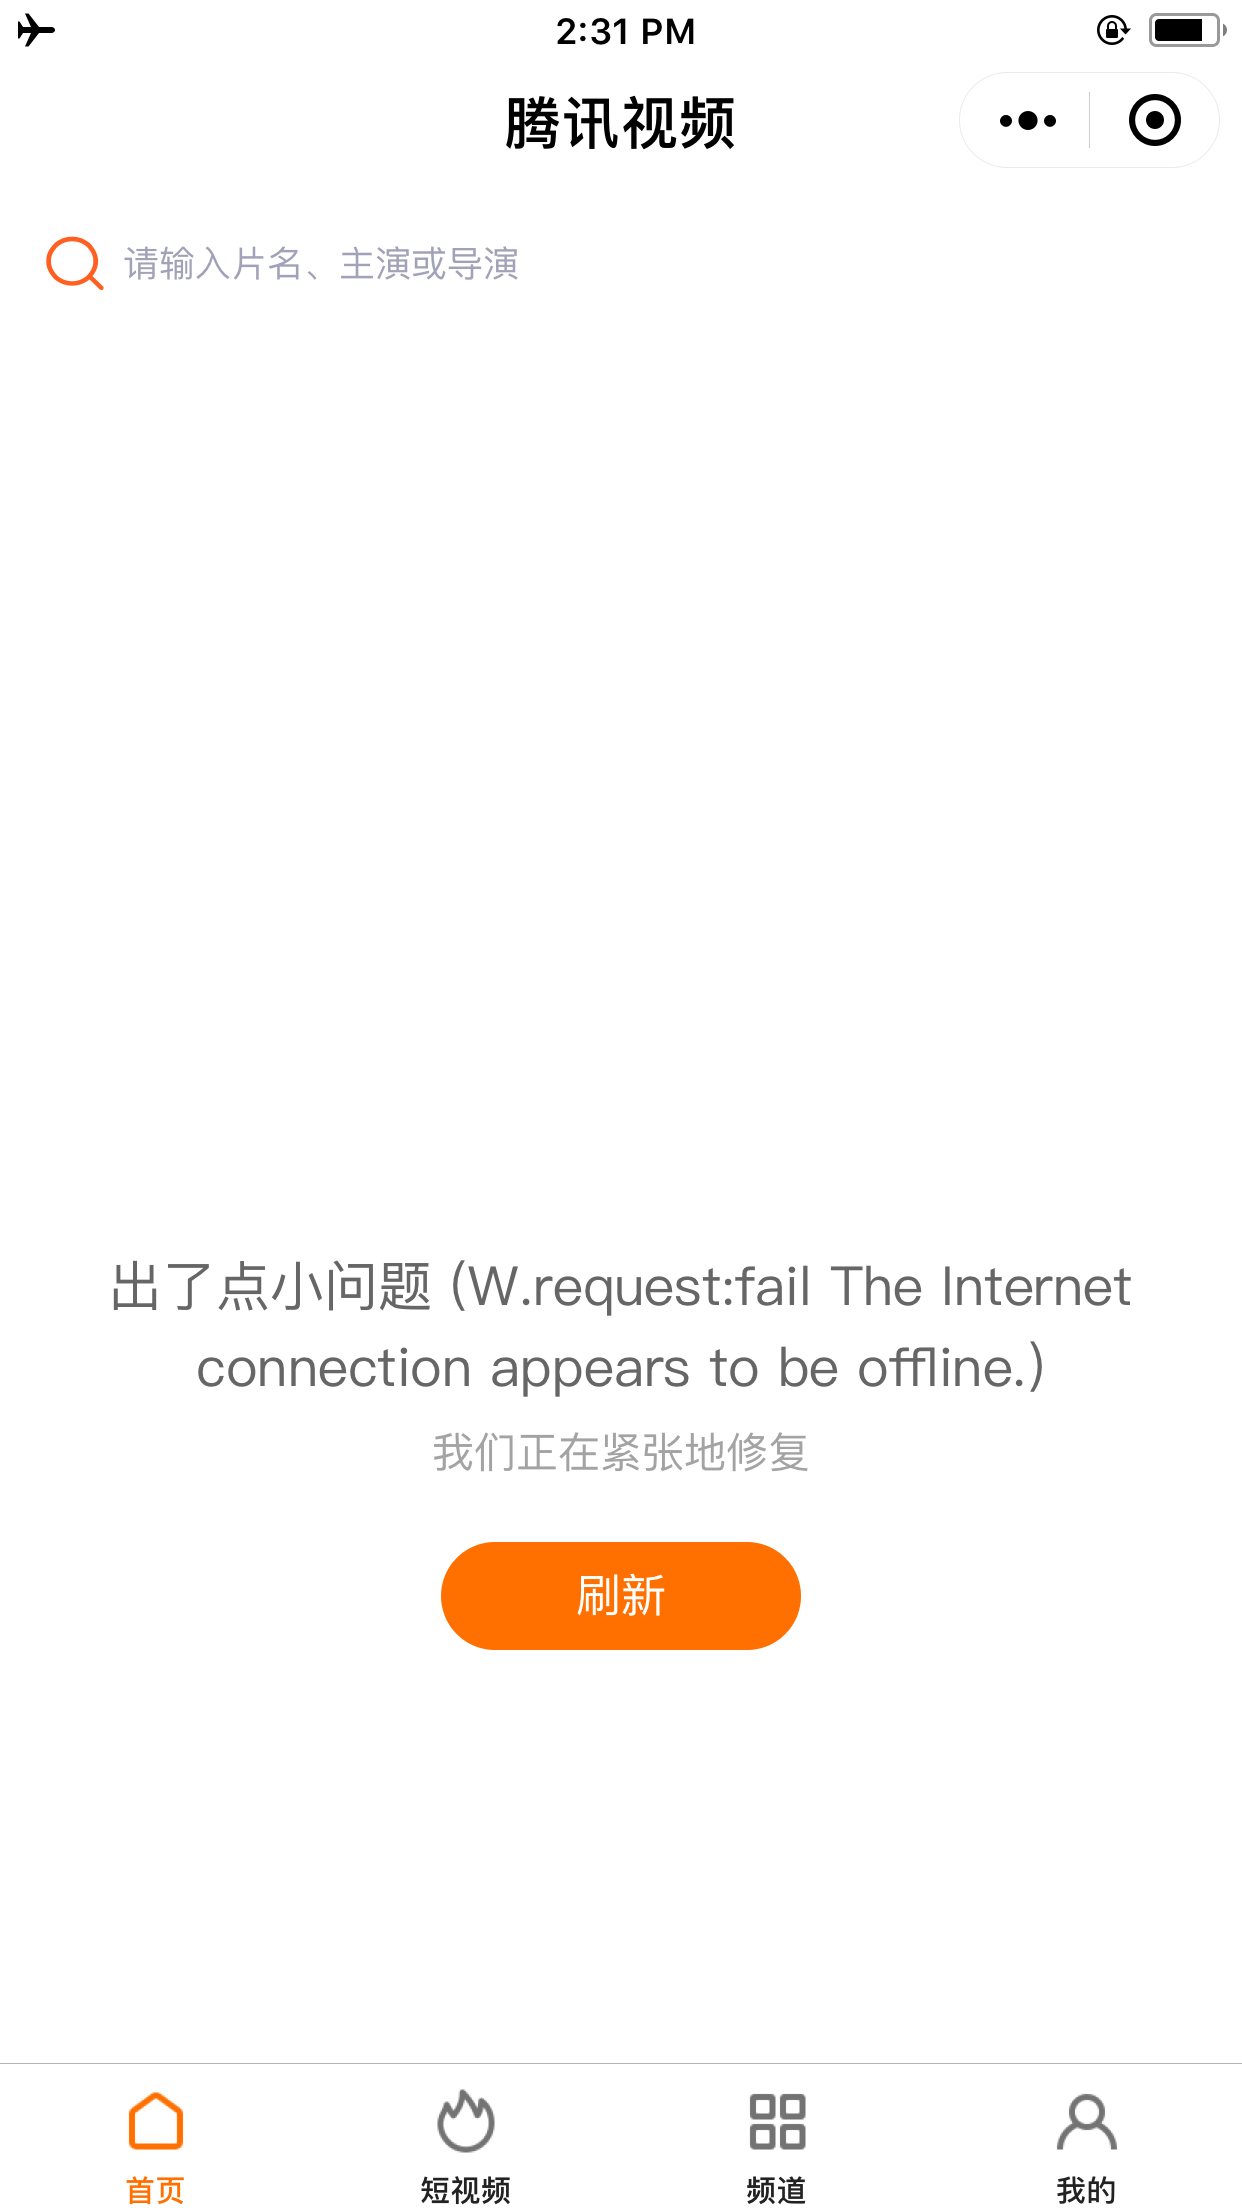 2:31 PM
腾讯视频
请输入片名、主演或导演
出了点小问题 (W.request:fail The Internet
connection appears to be offline.)
我们正在紧张地修复
刷新
首页 短视频 频道 我的